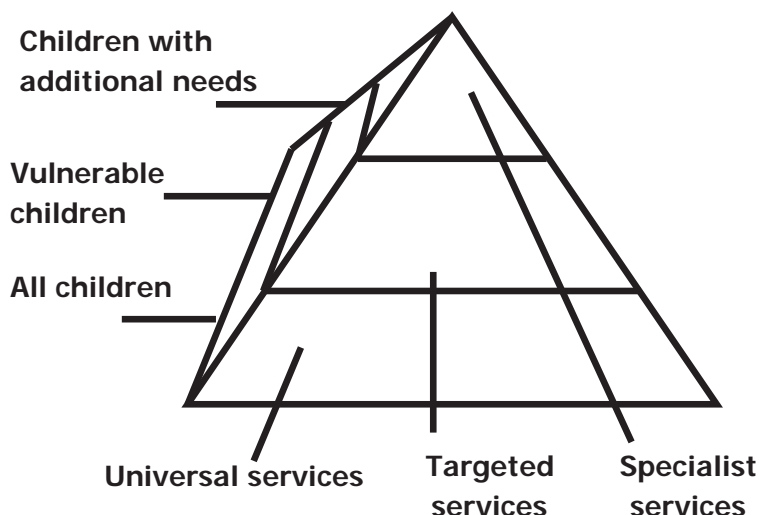 Children with
additional needs
Vulnerable
children
All children
Universal services
Targeted
services
Specialist
services